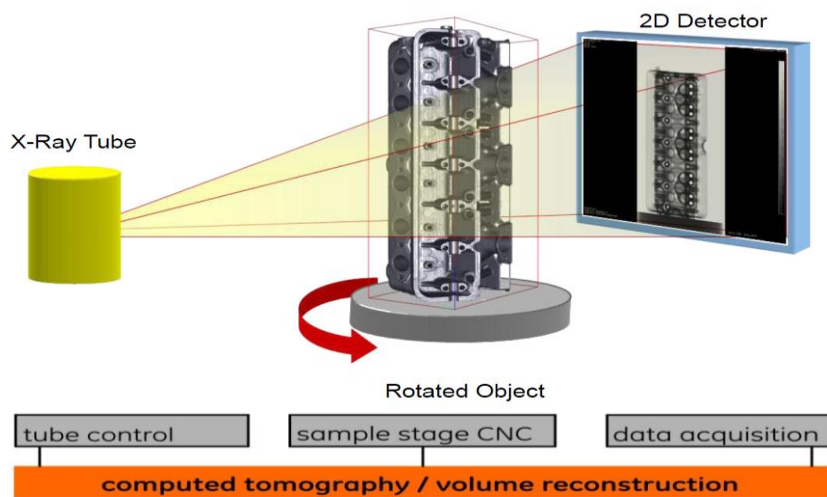 2D Detector
X-Ray Tube
Rotated Object
tube control
sample stage CNC
data acquisition
computed tomography / volume reconstruction